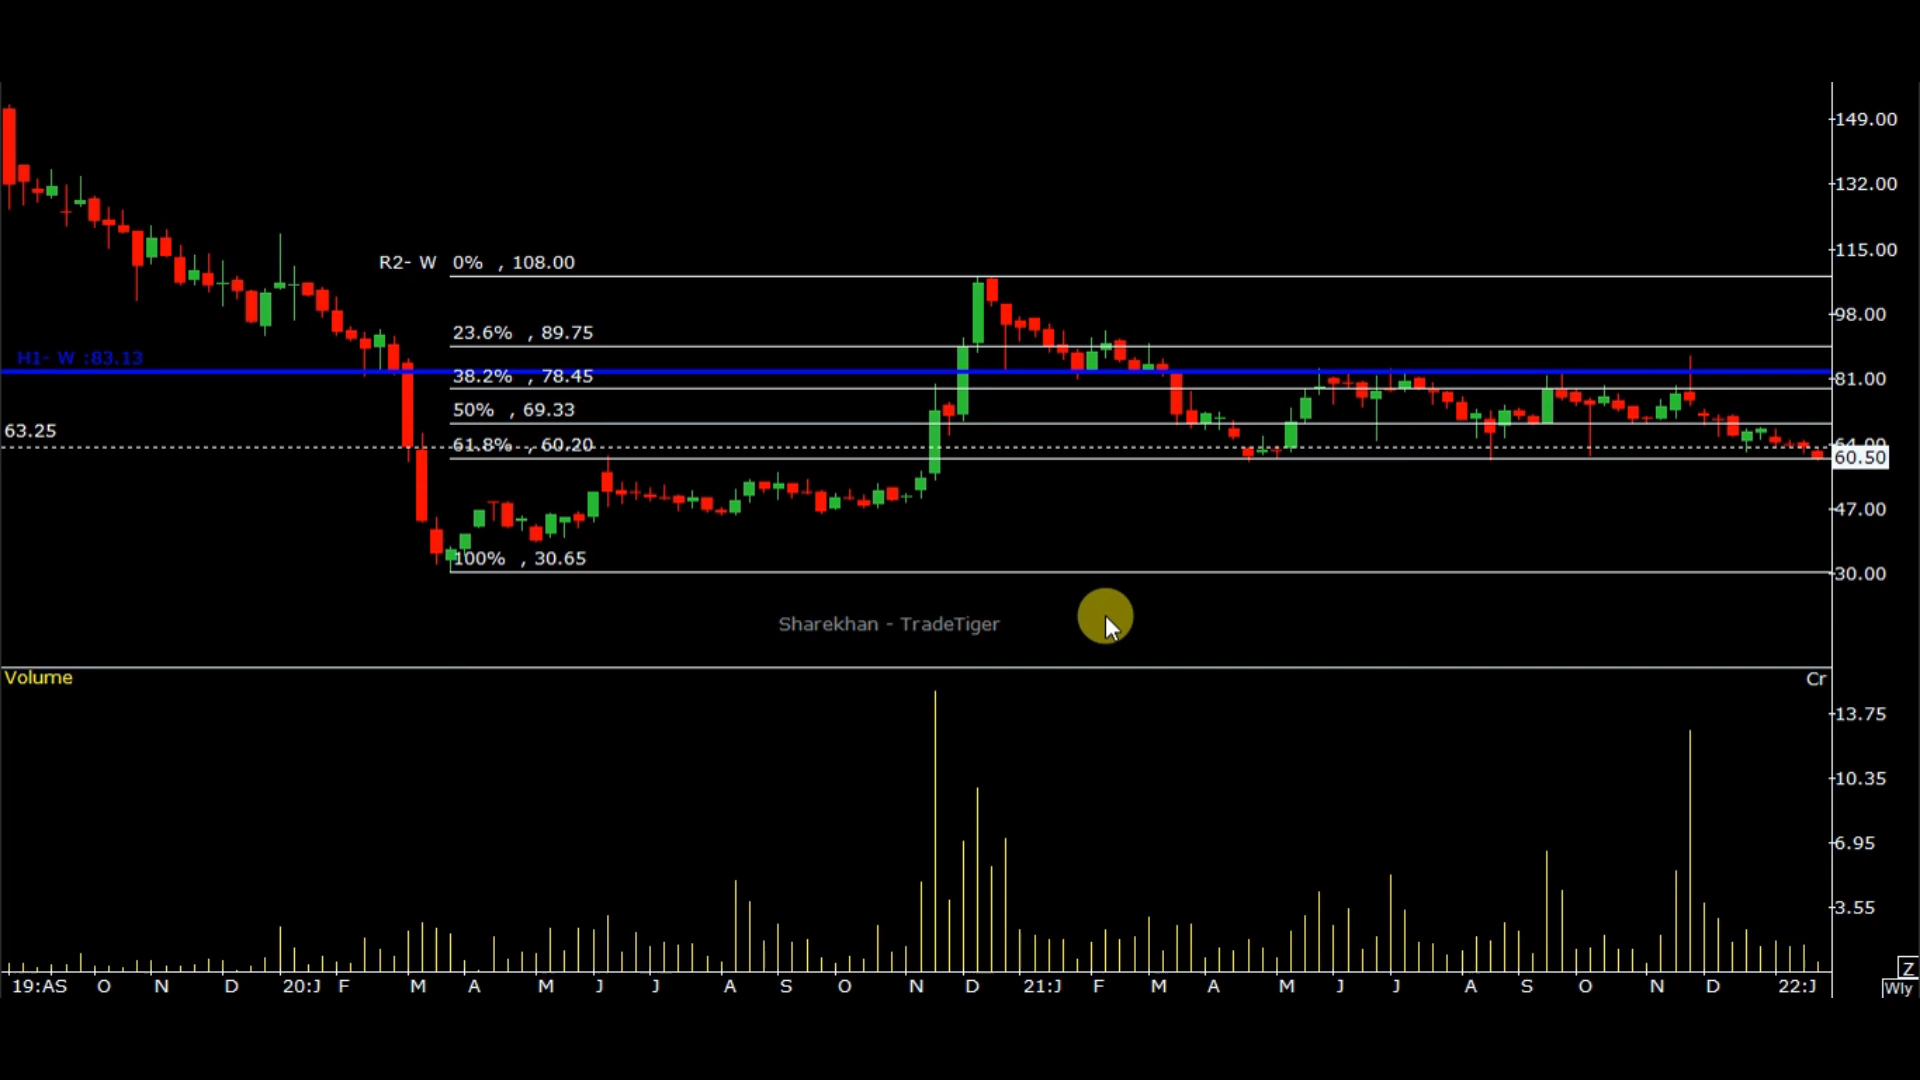 149.00
132.00
115.00
R2- W 0% , 108.00
98.00
23.6% , 89.75
H1- W :83.13
38.2% , 78.45
81.00
50% , 69.33
63.25
61.8% , 60.20
64.00
60.50
47.00
100% , 30.65
30.00
Sharekhan - TradeTiger
Volume
Cr
13.75
10.35
6.95
3.55
Z
19:AS O N D 20:J F M A M J J A S O N D 21:J F M A M J J A S O N D 22:J
Wly